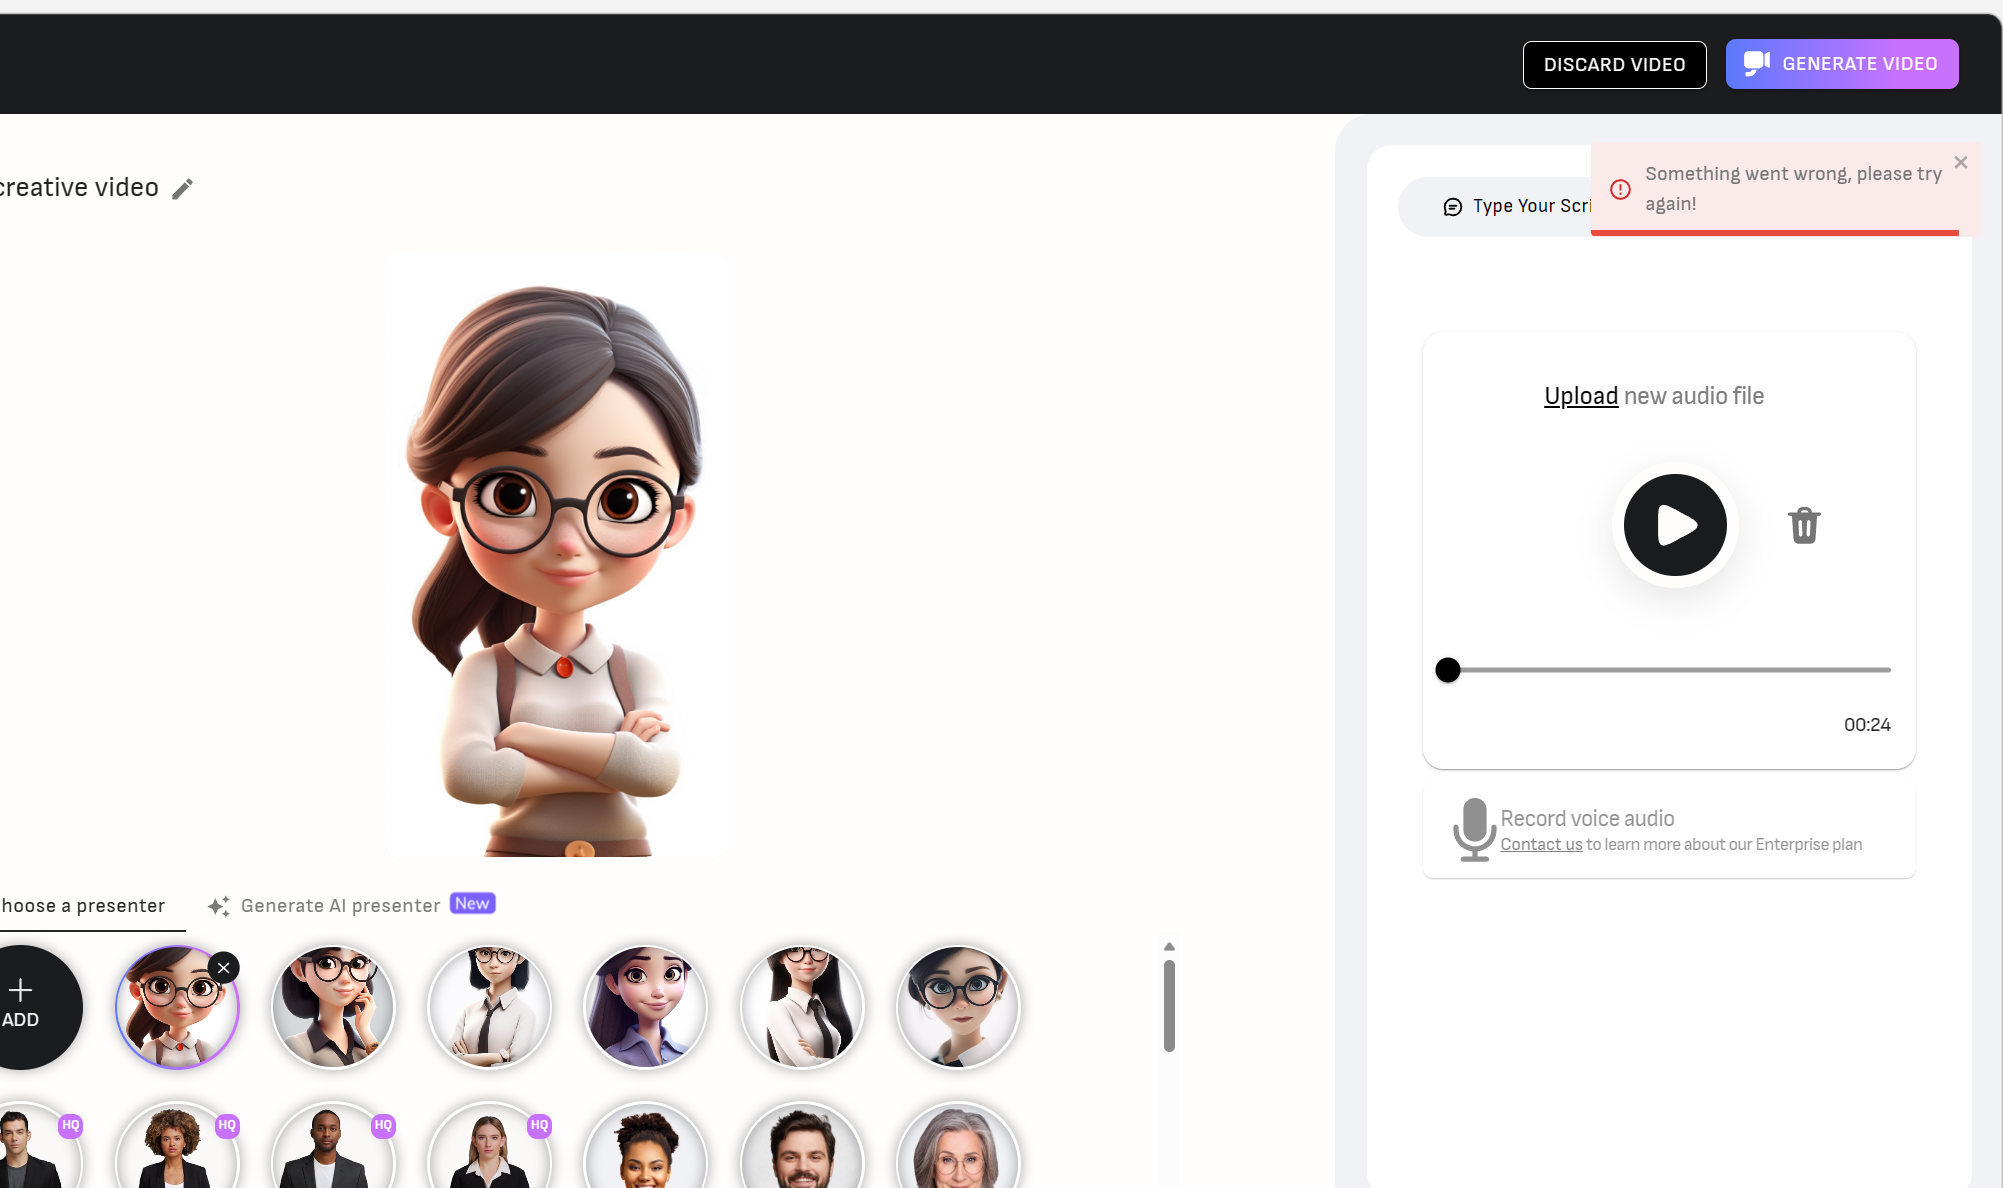 DISCARD VIDEO
GENERATE VIDEO
creative video
Type Your Scri
Something went wrong, please try
again!
Upload new audio file
00:24
Record voice audio
Contact us to learn more about our Enterprise plan
hoose a presenter
Generate AI presenter New
ADD
HQ
HQ
HQ
HQ